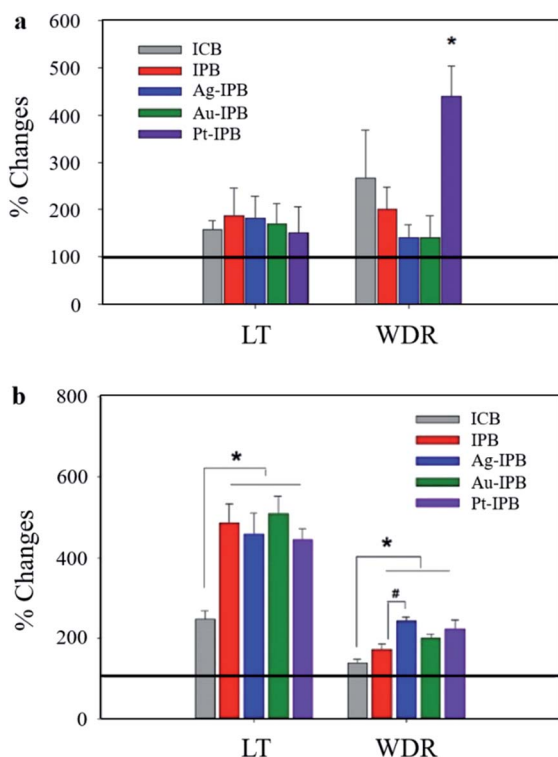 a
% Changes
600
500
400
300
200
100
0
ICB
IPB
Ag-IPB
Au-IPB
Pt-IPB
*
LT WDR
b
% Changes
800
600
400
200
0
ICB
IPB
Ag-IPB
Au-IPB
Pt-IPB
*
*
#
LT WDR